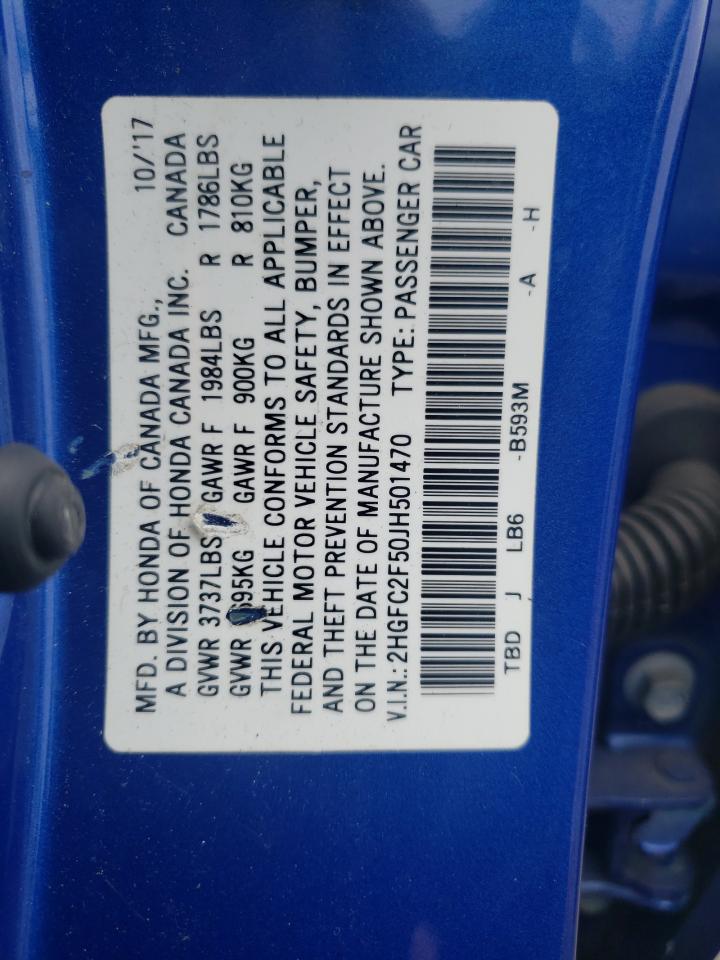 MFD. BY HONDA OF CANADA MFG., 10/'17
A DIVISION OF HONDA CANADA INC. CANADA
GVWR 3737LBS GAWR F 1984LBS R 1786LBS
GVWR GAWR F 900KG R 810KG
THIS VEHICLE CONFORMS TO ALL APPLICABLE
FEDERAL MOTOR VEHICLE SAFETY, BUMPER,
AND THEFT PREVENTION STANDARDS IN EFFECT
ON THE DATE OF MANUFACTURE SHOWN ABOVE.
V.I.N.: 2HGFC2F50JH501470 TYPE: PASSENGER CAR
TBD J LB6 -B593M -A -H